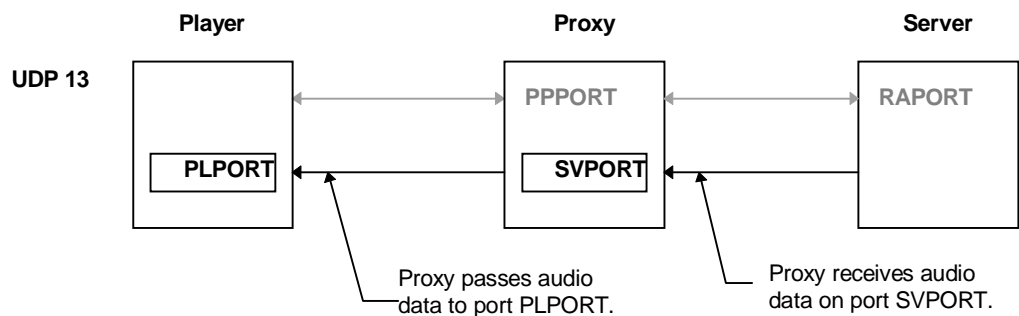 Player Proxy Server
UDP 13
PPPORT RAPORT
PLPORT SVPORT
Proxy passes audio
data to port PLPORT.
Proxy receives audio
data on port SVPORT.